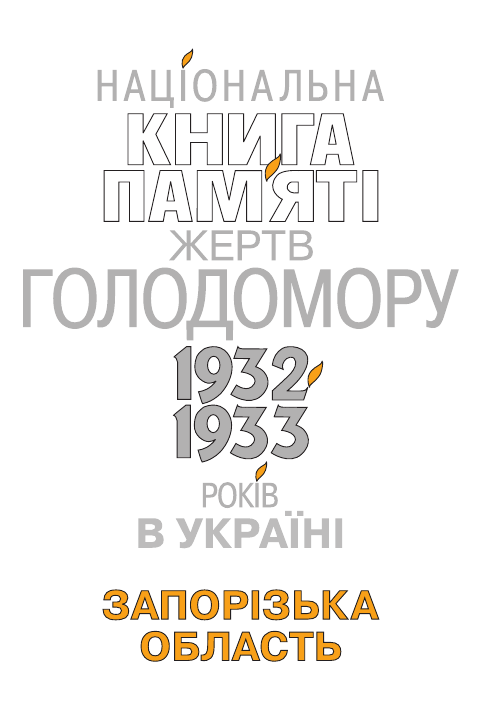 НАЦІОНАЛЬНА
КНИГА
ПАМ'ЯТІ
ЖЕРТВ
ГОЛОДОМОРУ
1932-
1933
РОКІВ
В УКРАЇНІ
ЗАПОРІЗЬКА
ОБЛАСТЬ